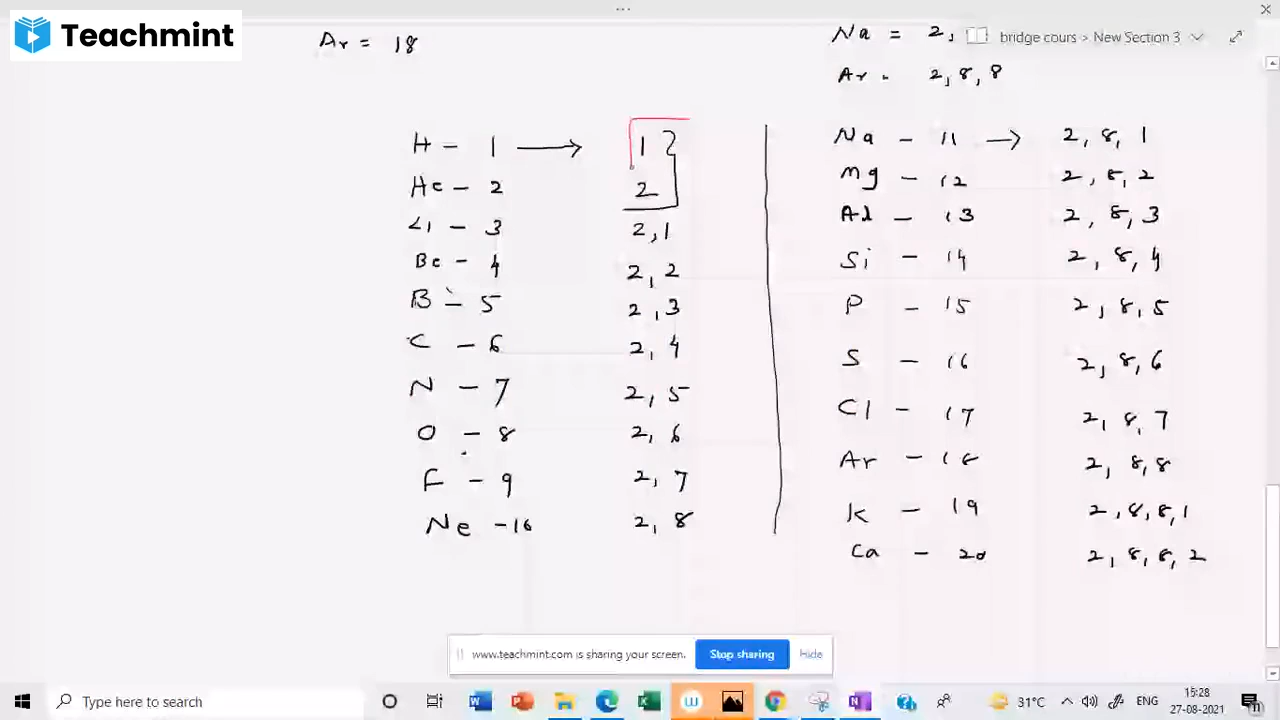 Teachmint
Ar = 18
Na = 2,
bridge cours > New Section 3
Ar = 2, 8, 8
H - 1 → 1
He - 2 2
Li - 3 2, 1
Be - 4 2, 2
B - 5 2, 3
C - 6 2, 4
N - 7 2, 5
O - 8 2, 6
F - 9 2, 7
Ne - 10 2, 8
Na - 11 → 2, 8, 1
Mg - 12 2, 8, 2
Al - 13 2, 8, 3
Si - 14 2, 8, 4
P - 15 2, 8, 5
S - 16 2, 8, 6
Cl - 17 2, 8, 7
Ar - 18 2, 8, 8
K - 19 2, 8, 8, 1
Ca - 20 2, 8, 8, 2
www.teachmint.com is sharing your screen. Stop sharing Hide
Type here to search
31°C ENG 15:28
27-08-2021